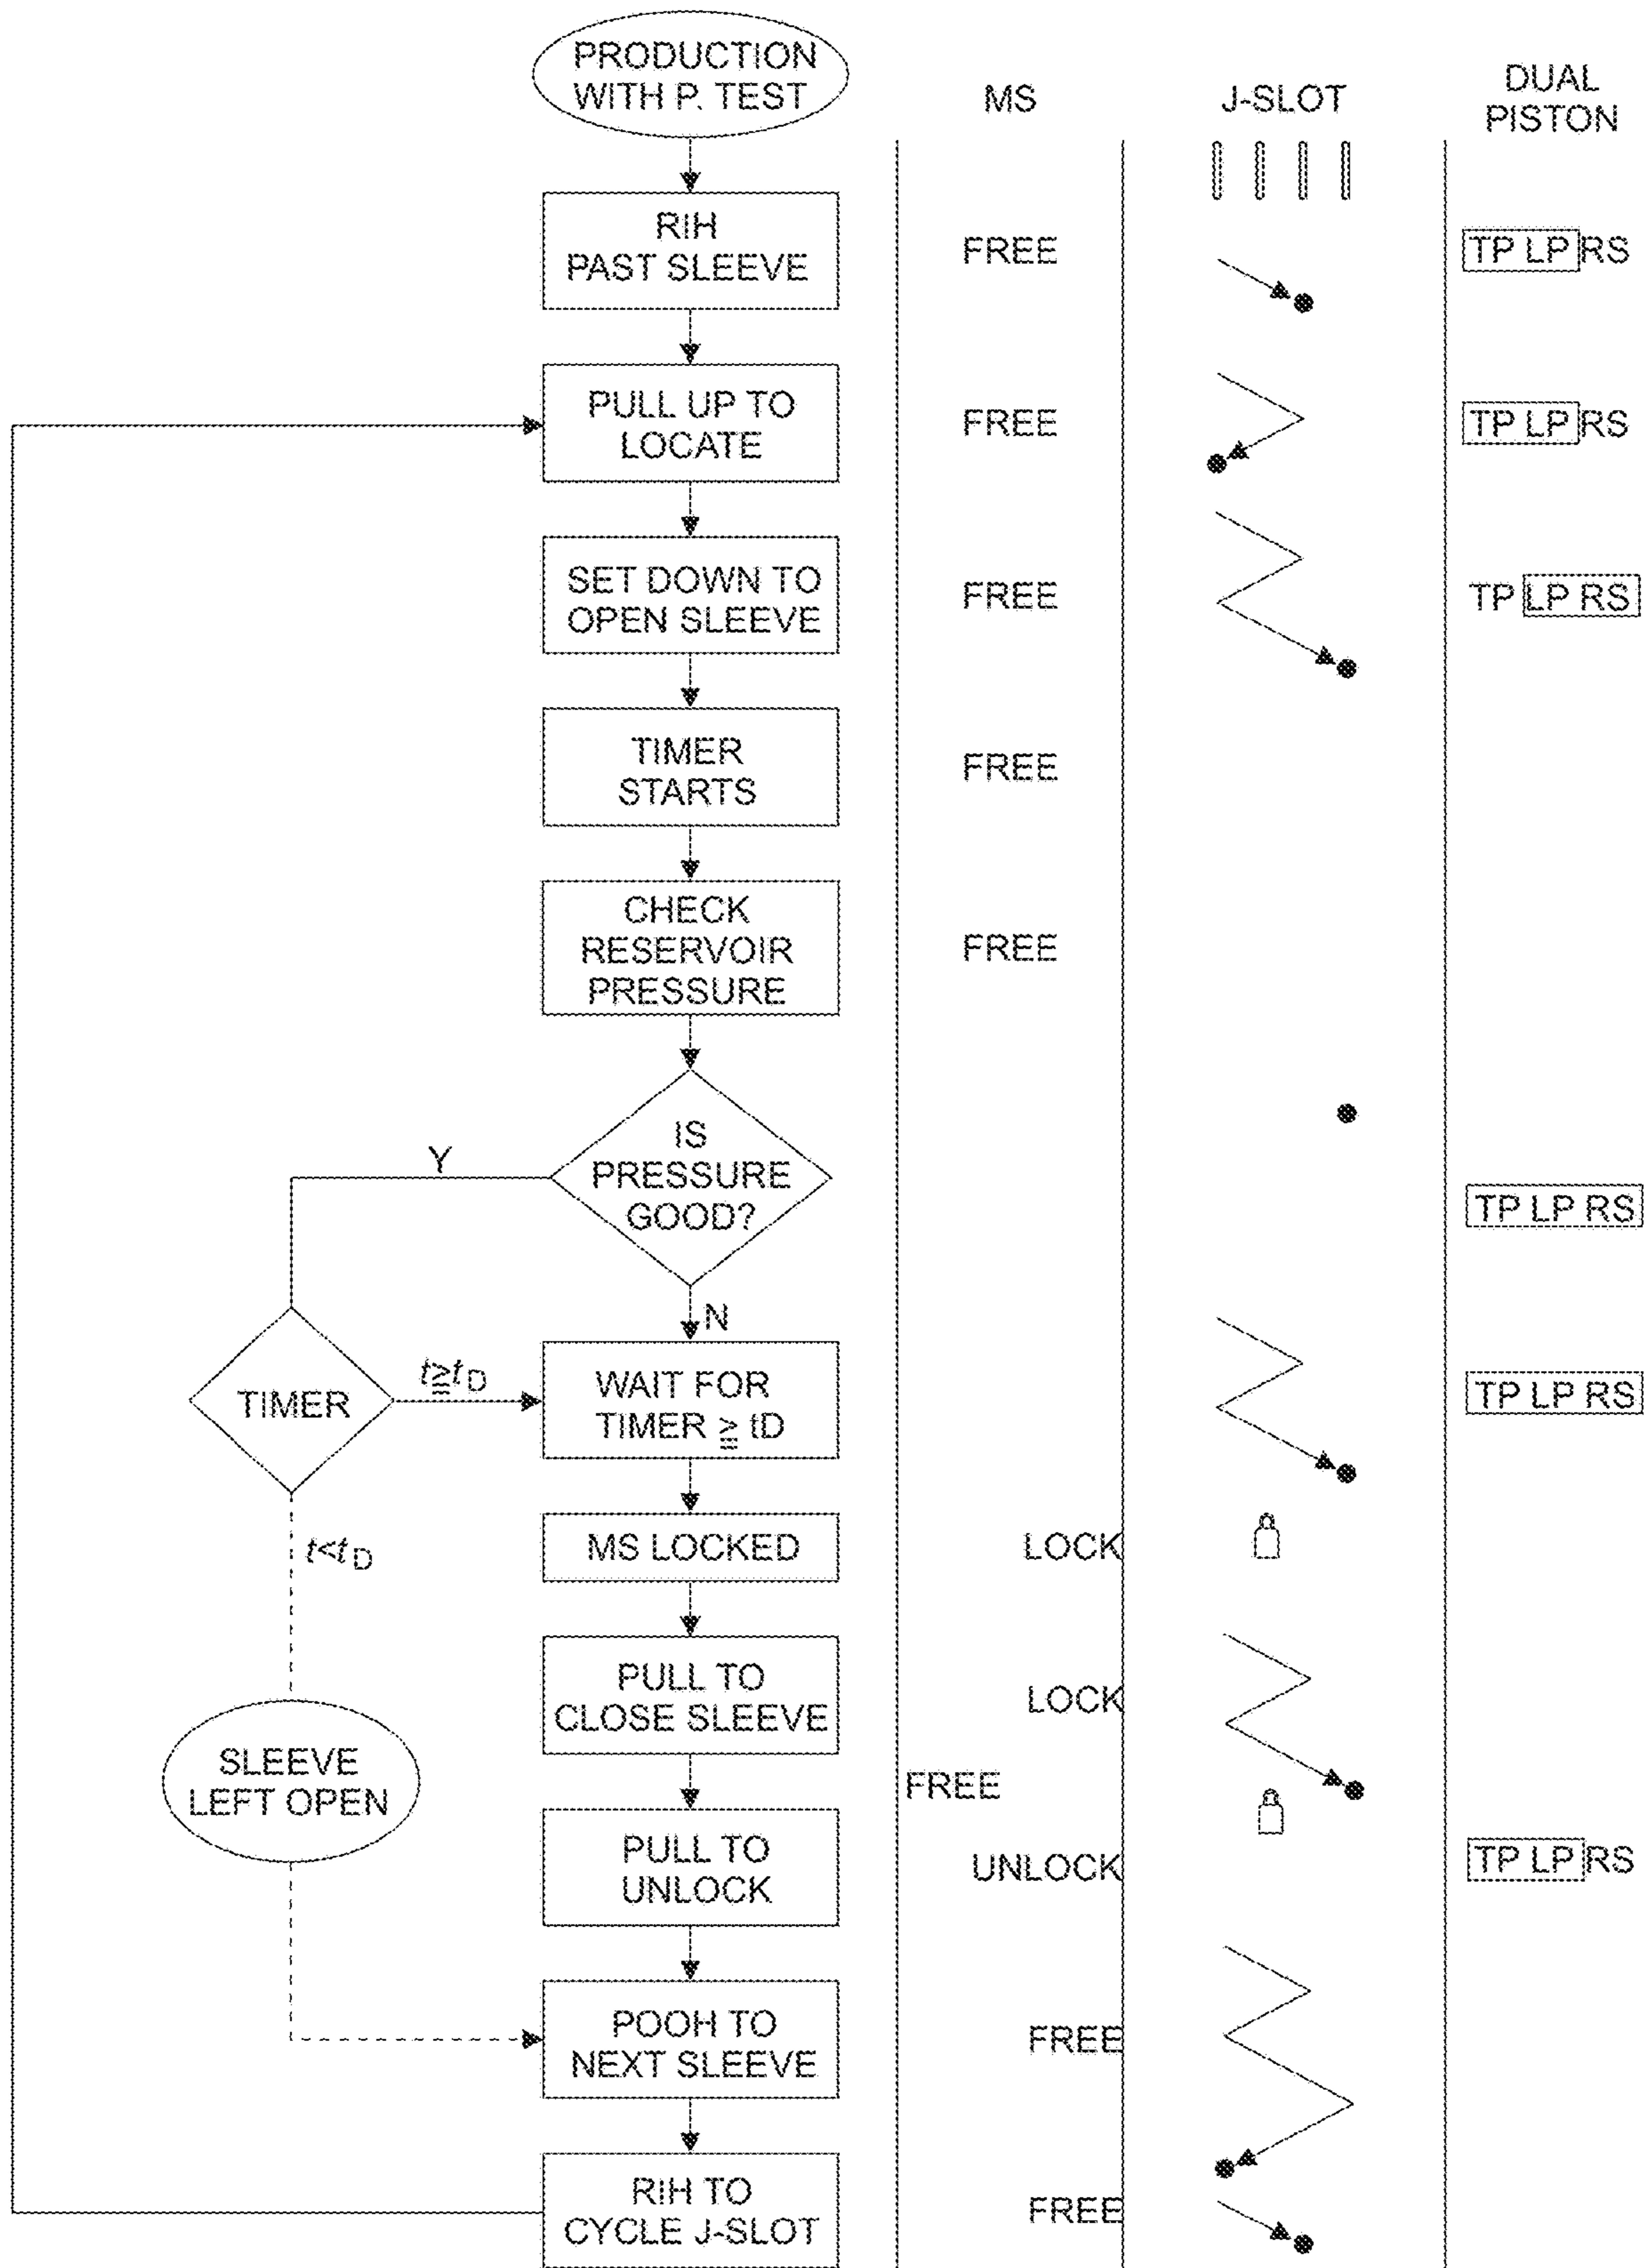 PRODUCTION
WITH P. TEST
MS
J-SLOT
DUAL
PISTON
RIH
PAST SLEEVE
FREE
TP LP RS
PULL UP TO
LOCATE
FREE
TP LP RS
SET DOWN TO
OPEN SLEEVE
FREE
TP LP RS
TIMER
STARTS
FREE
CHECK
RESERVOIR
PRESSURE
FREE
IS
PRESSURE
GOOD?
Y
TP LP RS
N
TIMER
t≧tD
WAIT FOR
TIMER ≧ tD
TP LP RS
t<tD
MS LOCKED
LOCK
PULL TO
CLOSE SLEEVE
LOCK
SLEEVE
LEFT OPEN
FREE
PULL TO
UNLOCK
UNLOCK
TP LP RS
POOH TO
NEXT SLEEVE
FREE
RIH TO
CYCLE J-SLOT
FREE